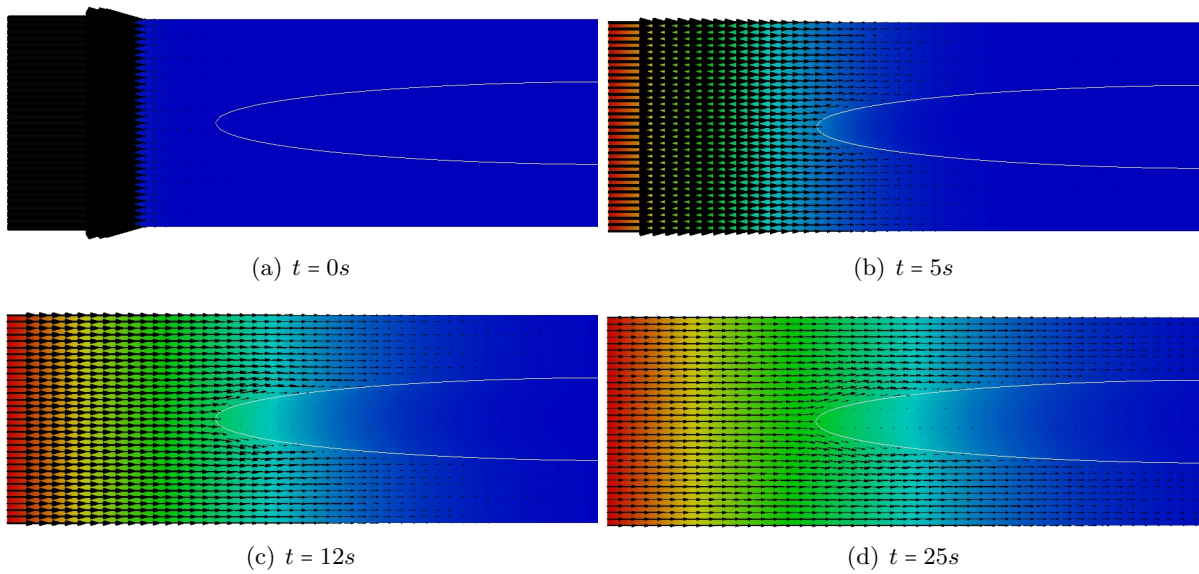 (a) t = 0s
(b) t = 5s
(c) t = 12s
(d) t = 25s